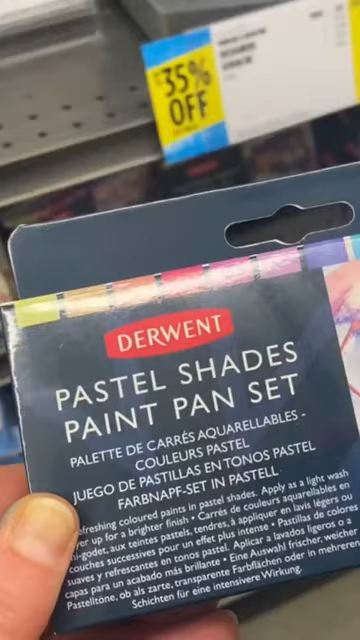 35%
OFF
DERWENT
PASTEL SHADES
PAINT PAN SET
PALETTE DE CARRÉS AQUARELLABLES -
COULEURS PASTEL
JUEGO DE PASTILLAS EN TONOS PASTEL
FARBNAPF-SET IN PASTELL
refreshing coloured paints in pastel shades. Apply as a light wash
for a brighter finish • Carrés de couleurs aquarellables en
mi-godet, aux teintes pastel, tendres, à appliquer en lavis légers ou
couches successives pour un effet plus intense • Pastillas de colores
suaves y refrescantes en tonos pastel. Aplicar a lavados ligeros o a
capas para un acabado más brillante • Eine Auswahl frischer, weicher
Pastelltöne, ob als zarte, transparente Farbflächen oder in mehreren
Schichten für eine intensivere Wirkung.